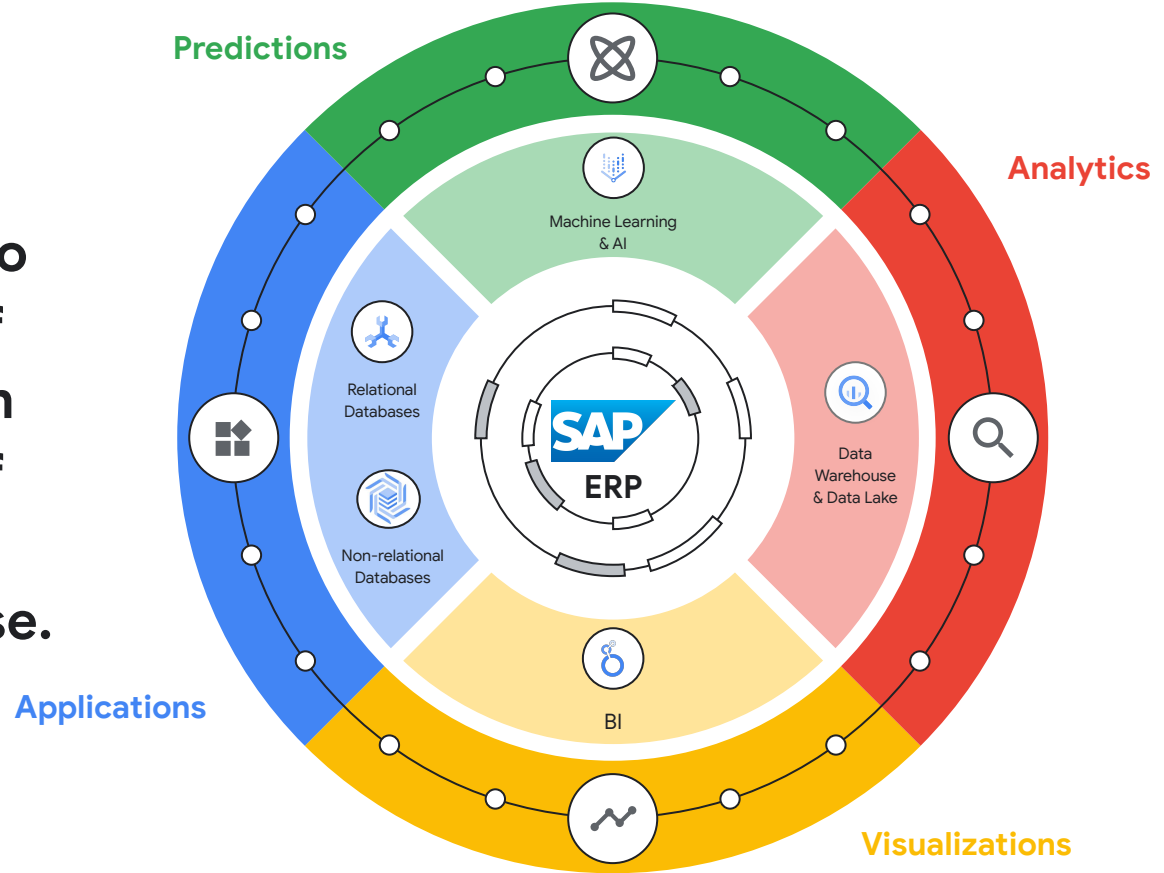 Predictions
Analytics
Machine Learning
& AI
Relational
Databases
Non-relational
Databases
SAP
ERP
Data
Warehouse
& Data Lake
BI
se.
Applications
Visualizations